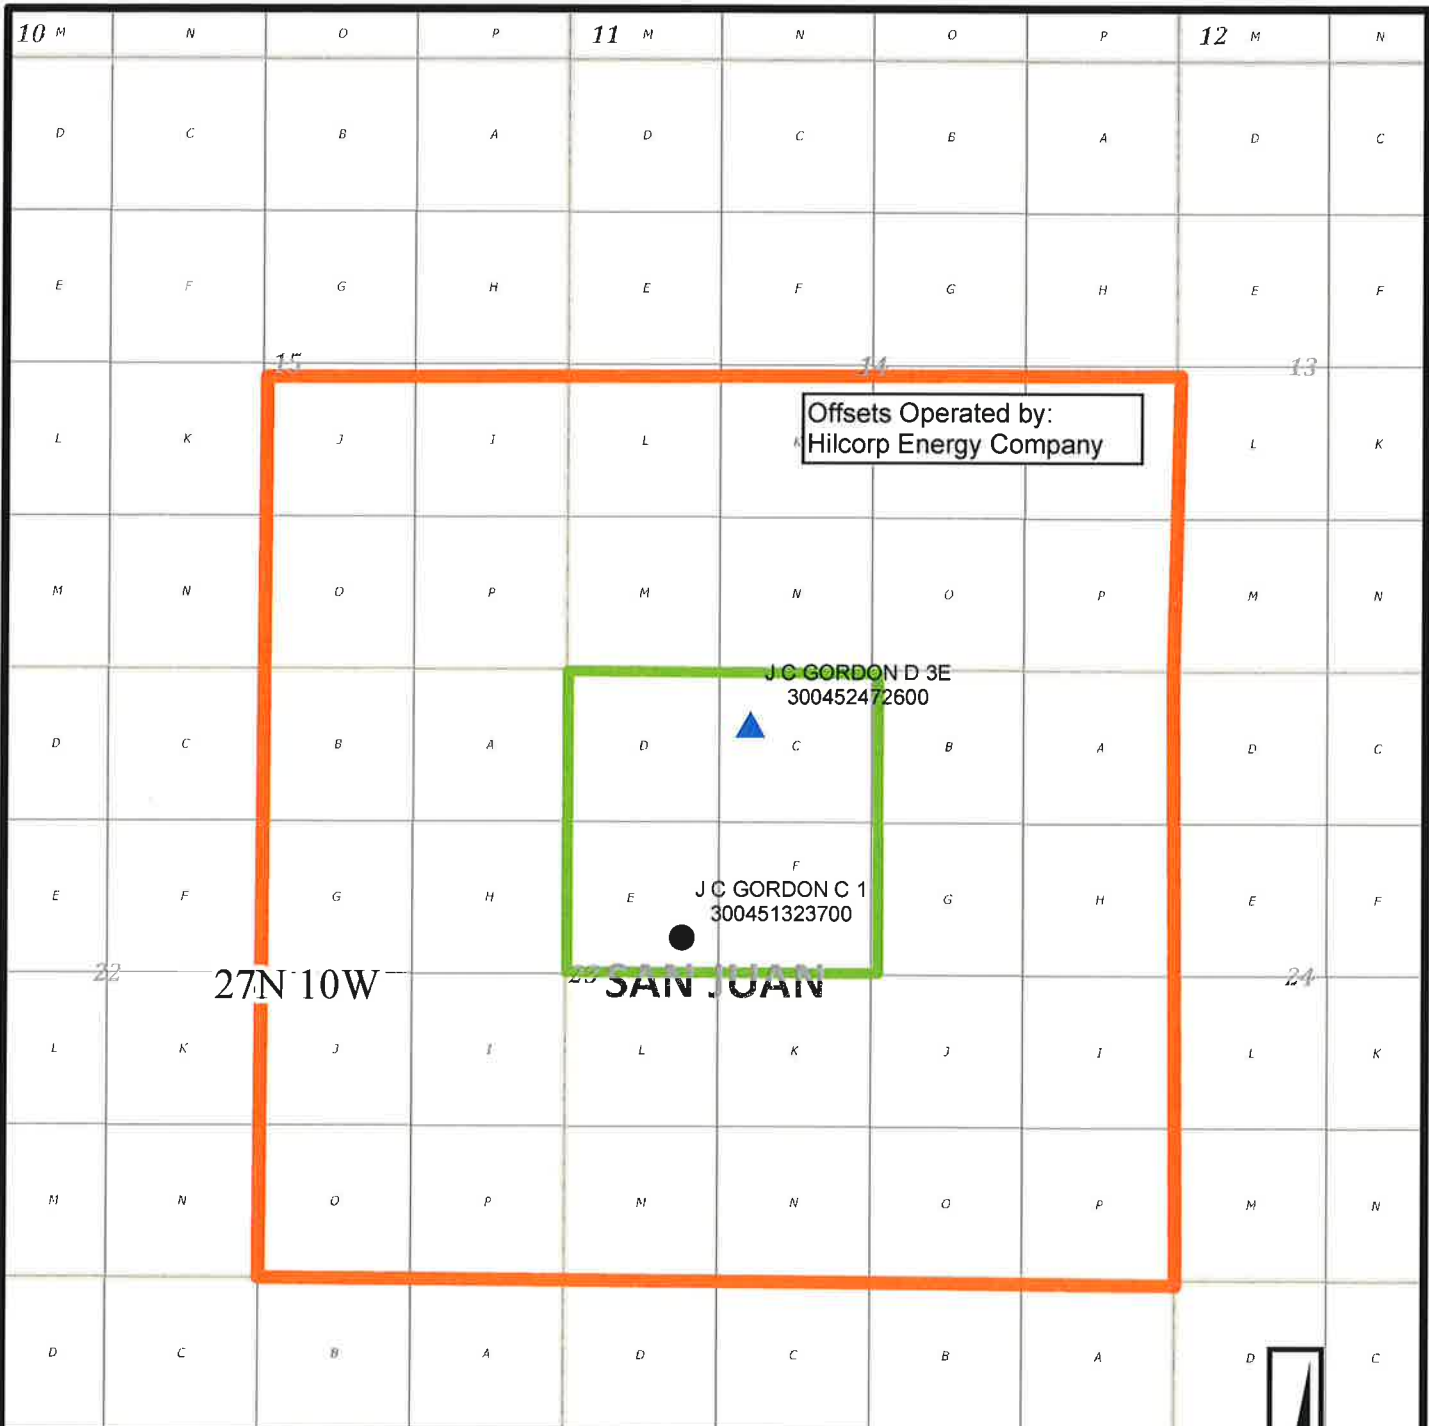 10 M N O P 11 M N O P 12 M N
D C B A D C B A D C
E F G H E F G H E F
15 14 13
Offsets Operated by:
Hilcorp Energy Company
L K J I L K L K
M N O P M N O P M N
J C GORDON D 3E
300452472600
D C B A D C B A D C
F
J C GORDON C 1
300451323700
E F G H E G H E F
22 27N 10W 23 SAN JUAN 24
L K J I L K J I L K
M N O P M N O P M N
D C B A D C B A D C